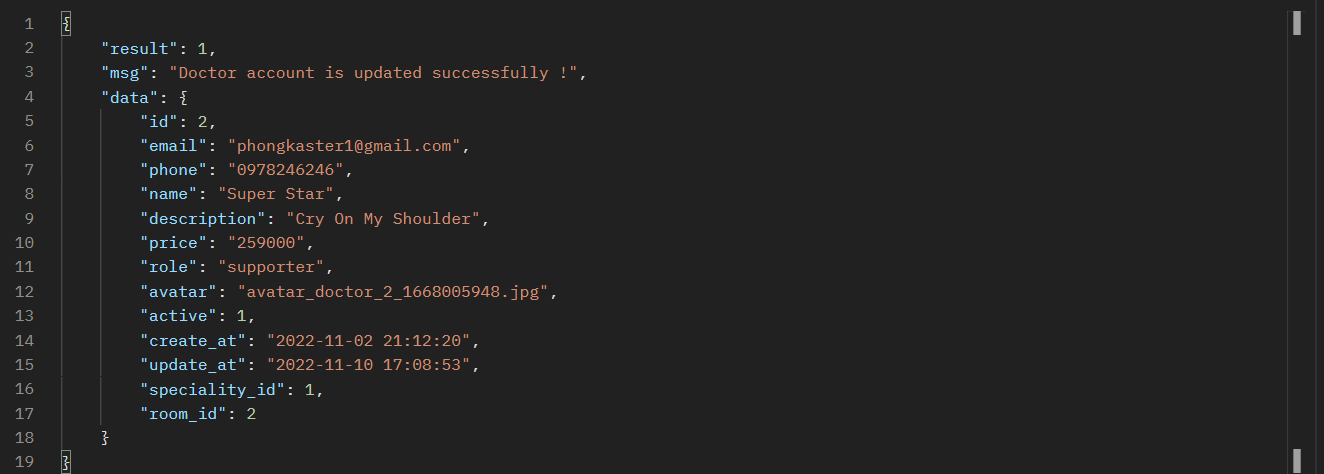 1 {
2 "result": 1,
3 "msg": "Doctor account is updated successfully !",
4 "data": {
5 "id": 2,
6 "email": "phongkaster1@gmail.com",
7 "phone": "0978246246",
8 "name": "Super Star",
9 "description": "Cry On My Shoulder",
10 "price": "259000",
11 "role": "supporter",
12 "avatar": "avatar_doctor_2_1668005948.jpg",
13 "active": 1,
14 "create_at": "2022-11-02 21:12:20",
15 "update_at": "2022-11-10 17:08:53",
16 "speciality_id": 1,
17 "room_id": 2
18 }
19 }